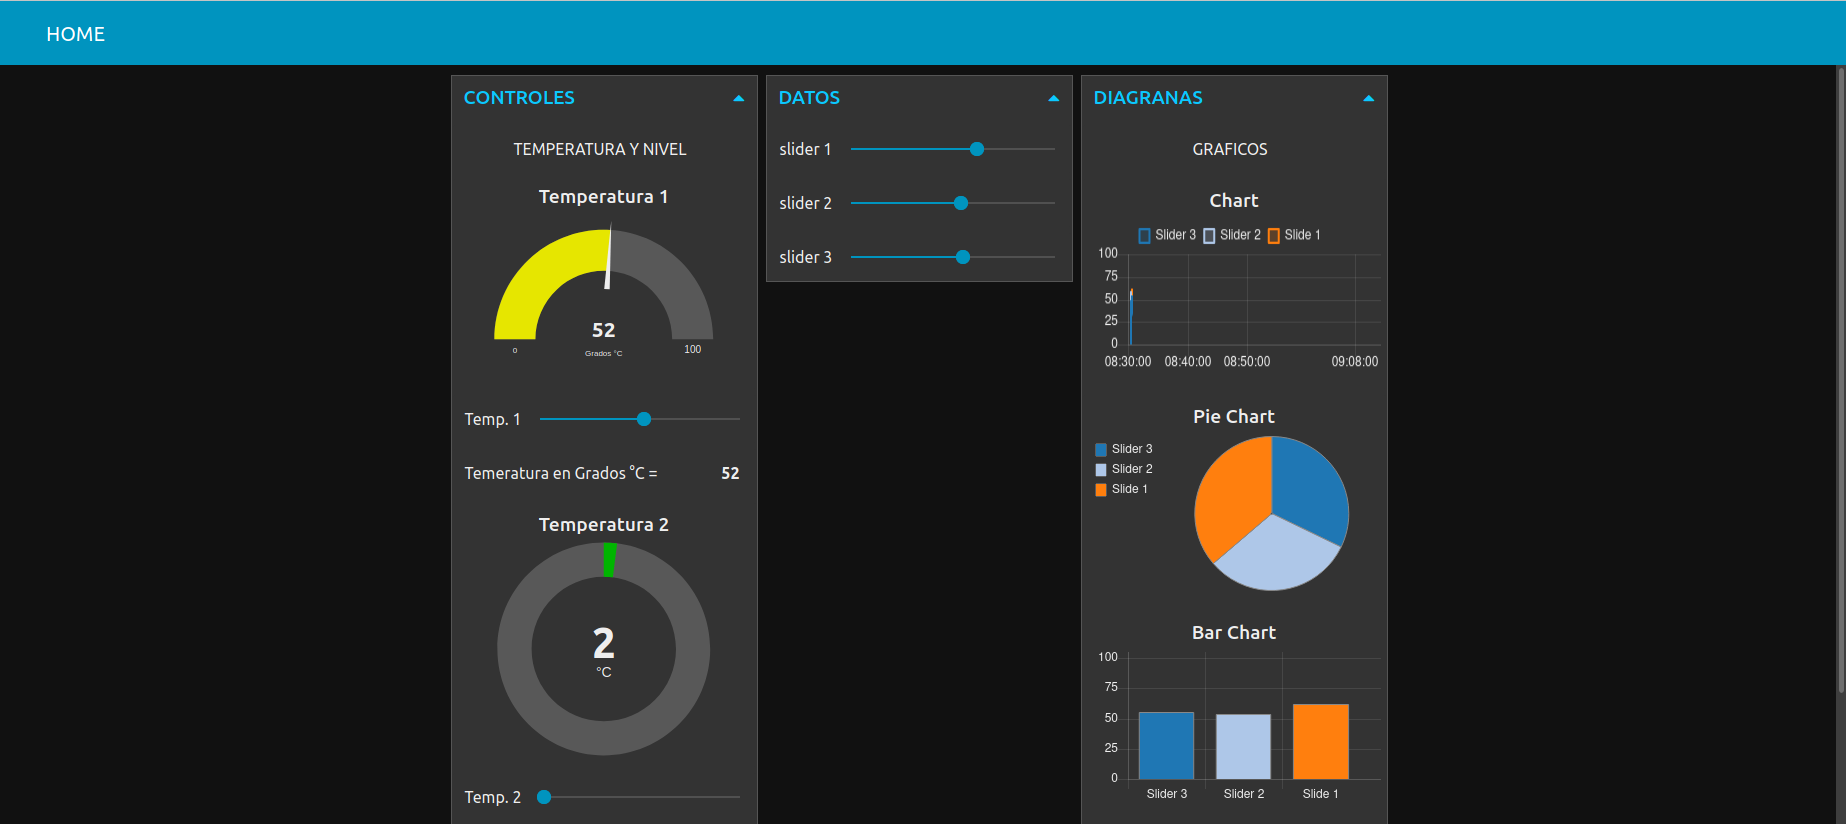 HOME
CONTROLES
TEMPERATURA Y NIVEL
Temperatura 1
52
Grados °C
0
100
Temp. 1
Temeratura en Grados °C = 52
Temperatura 2
2
°C
Temp. 2
DATOS
slider 1
slider 2
slider 3
DIAGRANAS
GRAFICOS
Chart
Slider 3 Slider 2 Slide 1
100
75
50
25
0
08:30:00 08:40:00 08:50:00 09:08:00
Pie Chart
Slider 3
Slider 2
Slide 1
Bar Chart
100
75
50
25
0
Slider 3 Slider 2 Slide 1